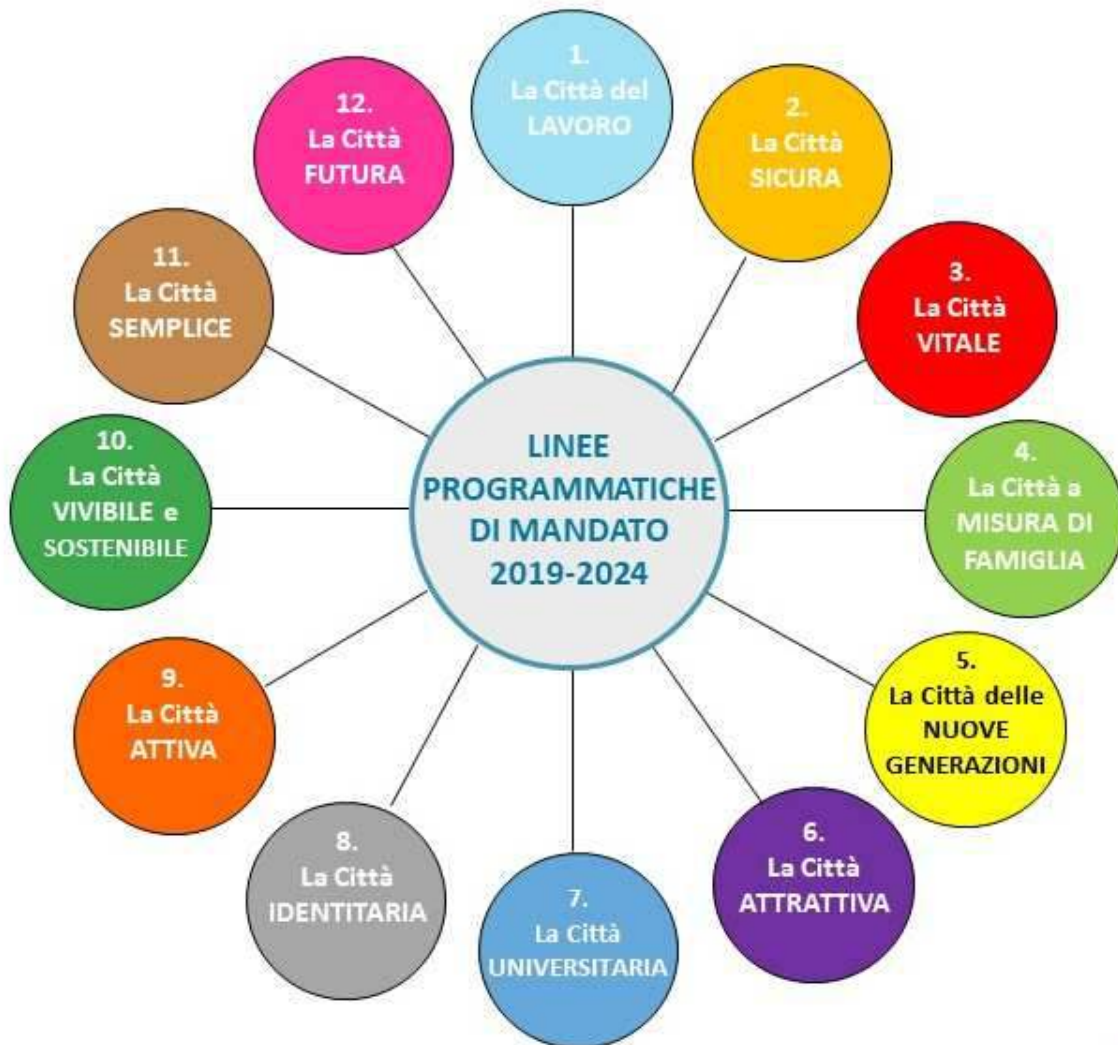 LINEE
PROGRAMMATICHE
DI MANDATO
2019-2024
1.
La Città del
LAVORO
2.
La Città
SICURA
3.
La Città
VITALE
4.
La Città a
MISURA DI
FAMIGLIA
5.
La Città delle
NUOVE
GENERAZIONI
6.
La Città
ATTRATTIVA
7.
La Città
UNIVERSITARIA
8.
La Città
IDENTITARIA
9.
La Città
ATTIVA
10.
La Città
VIVIBILE e
SOSTENIBILE
11.
La Città
SEMPLICE
12.
La Città
FUTURA